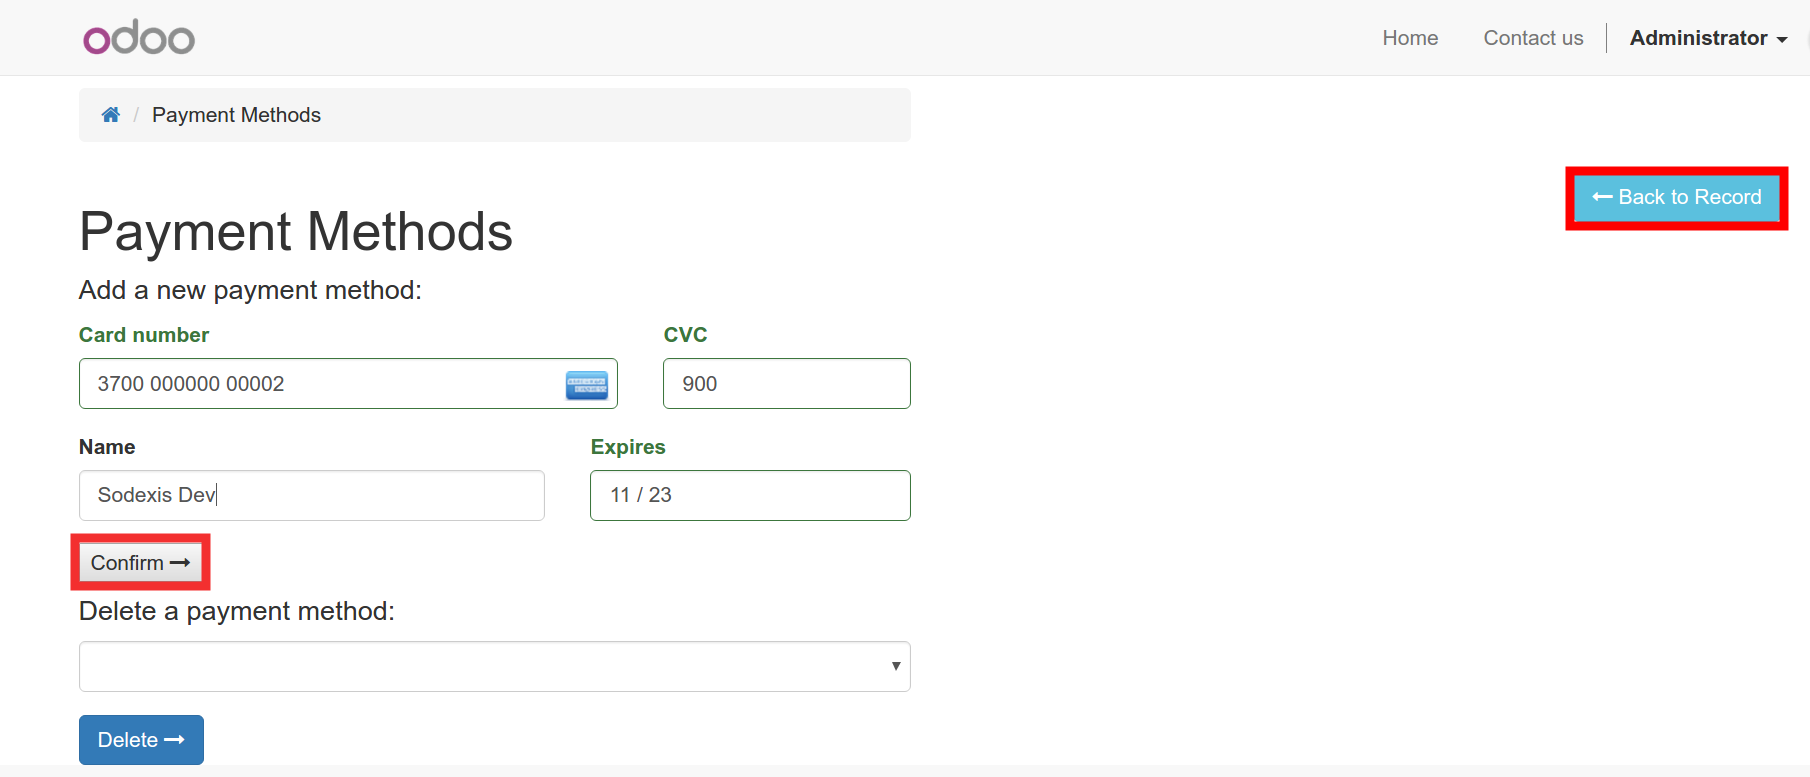 odoo
Home Contact us Administrator
/ Payment Methods
← Back to Record
Payment Methods
Add a new payment method:
Card number CVC
3700 000000 00002 900
Name Expires
Sodexis Dev 11 / 23
Confirm →
Delete a payment method:
Delete →